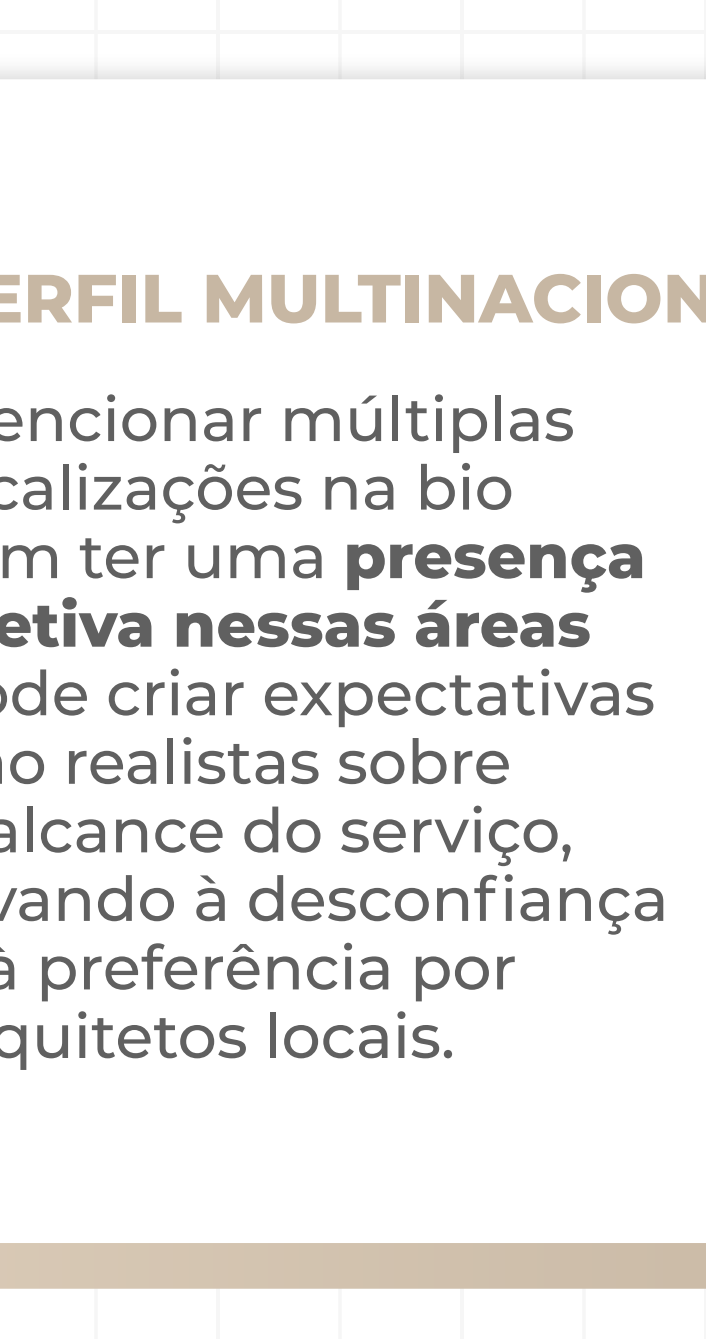 ERFIL MULTINACION
encionar múltiplas
calizações na bio
m ter uma presença
etiva nessas áreas
ode criar expectativas
ão realistas sobre
alcance do serviço,
vando à desconfiança
à preferência por
quitetos locais.